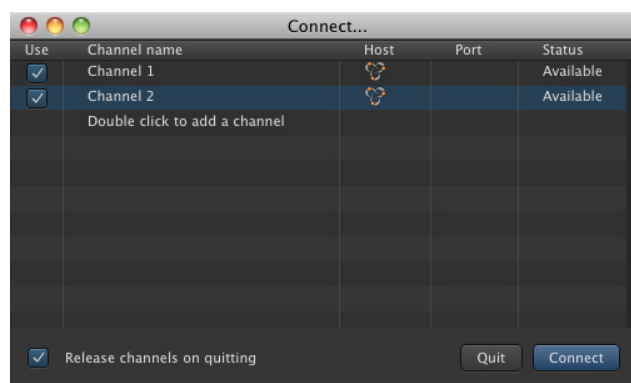 Connect...
Use Channel name Host Port Status
Channel 1 Available
Channel 2 Available
Double click to add a channel
Release channels on quitting Quit Connect